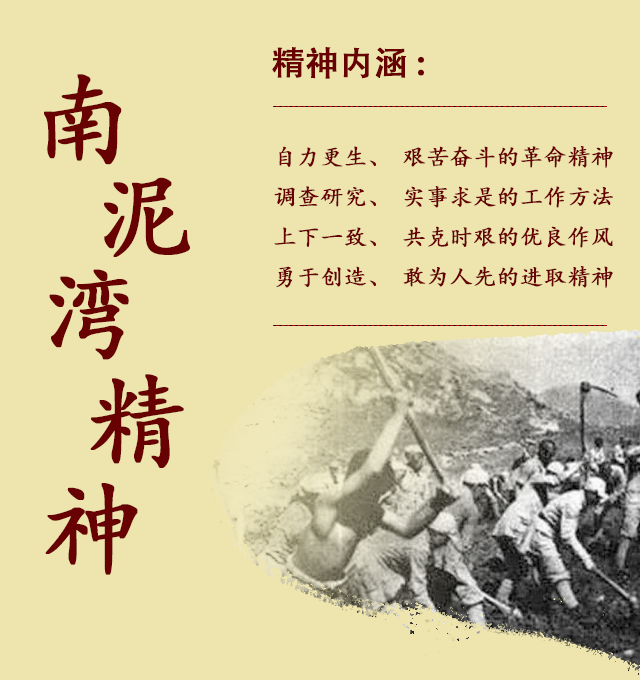 南泥湾精神
精神内涵：
自力更生、 艰苦奋斗的革命精神
调查研究、 实事求是的工作方法
上下一致、 共克时艰的优良作风
勇于创造、 敢为人先的进取精神